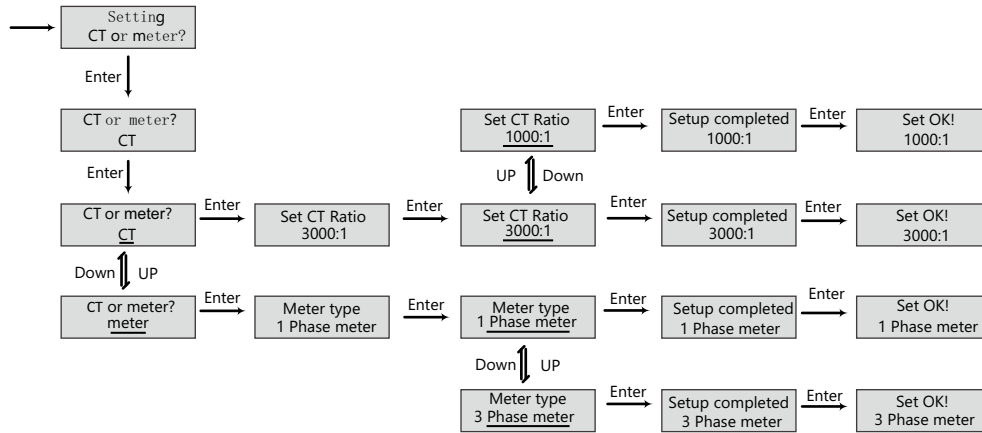 Setting
CT or meter?
Enter
CT or meter?
CT
Set CT Ratio
1000:1
Enter
Setup completed
1000:1
Enter
Set OK!
1000:1
Enter
UP
Down
CT or meter?
CT
Enter
Set CT Ratio
3000:1
Enter
Set CT Ratio
3000:1
Enter
Setup completed
3000:1
Enter
Set OK!
3000:1
Down
UP
CT or meter?
meter
Enter
Meter type
1 Phase meter
Enter
Meter type
1 Phase meter
Enter
Setup completed
1 Phase meter
Enter
Set OK!
1 Phase meter
Down
UP
Meter type
3 Phase meter
Enter
Setup completed
3 Phase meter
Enter
Set OK!
3 Phase meter